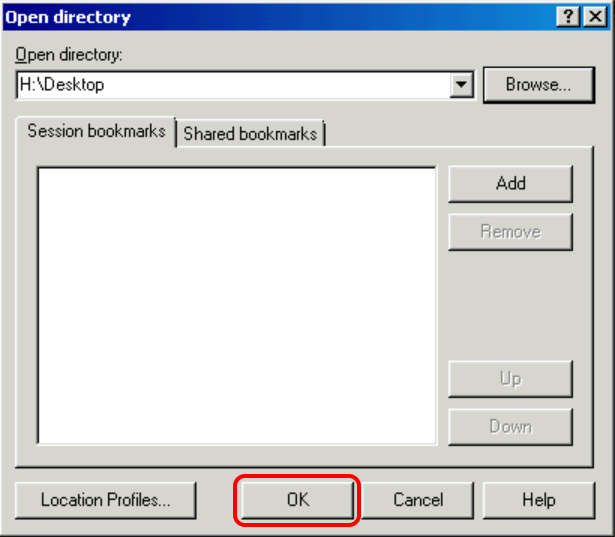 Open directory
Open directory:
H:\Desktop
Browse...
Session bookmarks
Shared bookmarks
Add
Remove
Up
Down
Location Profiles...
OK
Cancel
Help